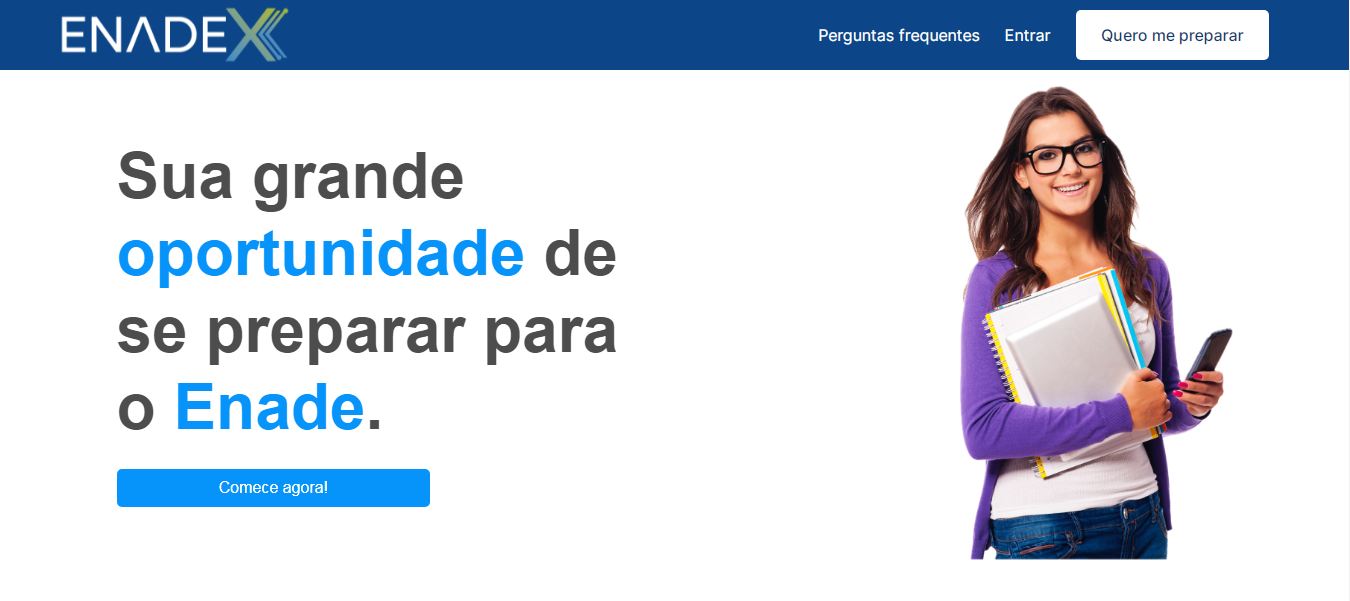 ENADEX
Perguntas frequentes
Entrar
Quero me preparar
Sua grande
oportunidade de
se preparar para
o Enade.
Comece agora!